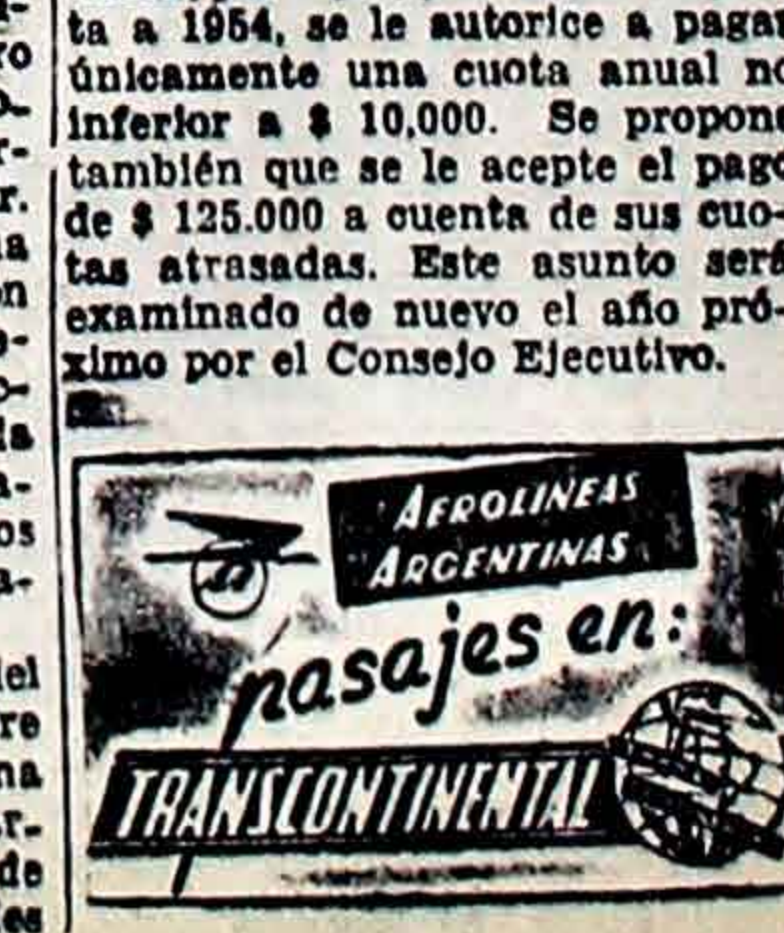 ta a 1954, se le autorice a pagar
únicamente una cuota anual no
inferior a $ 10,000. Se propon
también que se le acepte el pago
de $ 125.000 a cuenta de sus cuo-
tas atrasadas. Este asunto será
examinado de nuevo el año pró-
ximo por el Consejo Ejecutivo.
AEROLINEAS
ARGENTINAS
pasajes en:
TRANSCONTINENTAL